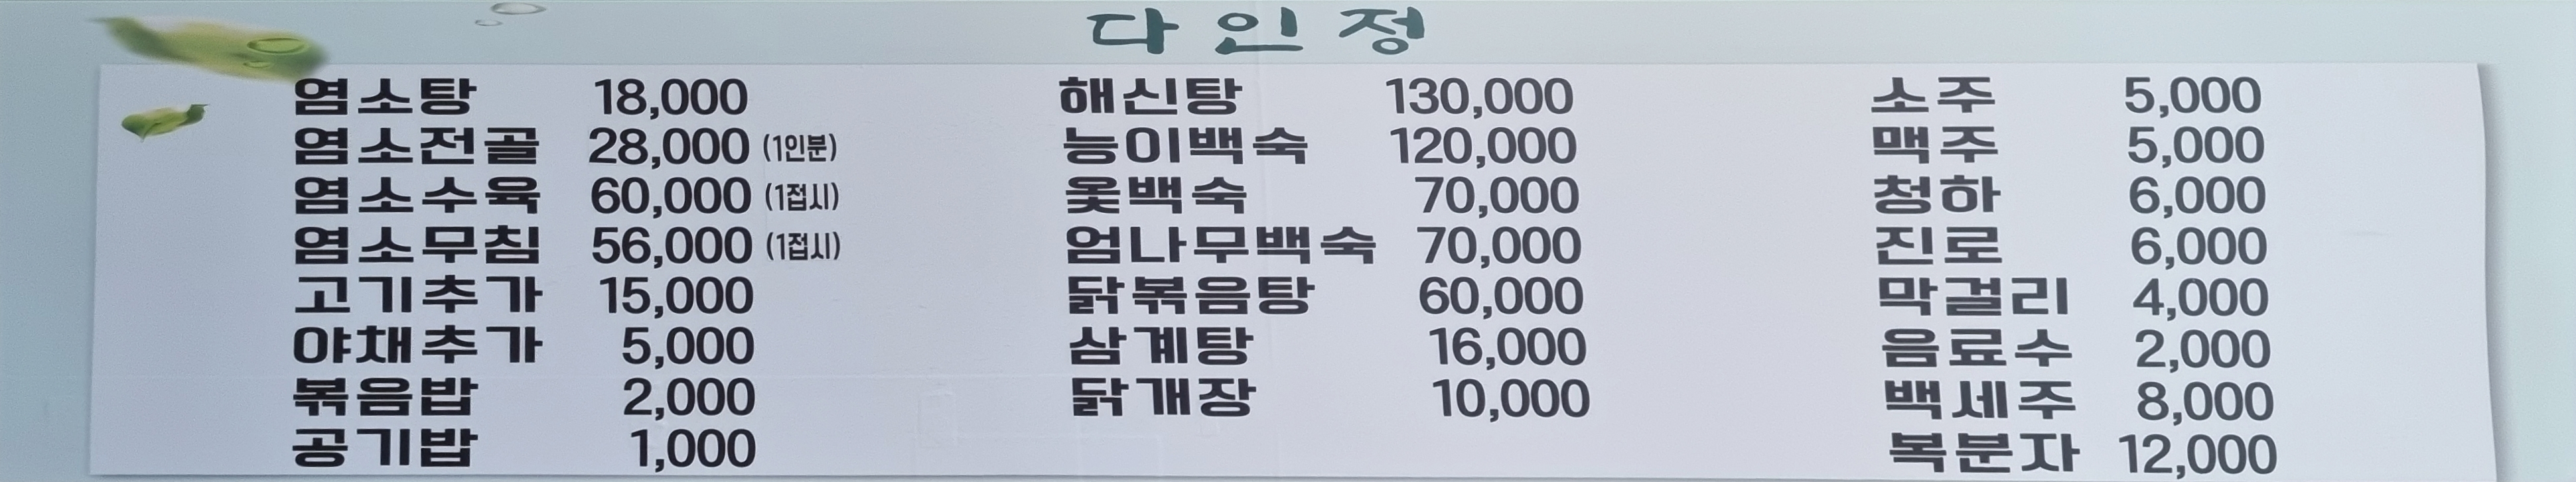 다인정
염소탕 18,000
염소전골 28,000 (1인분)
염소수육 60,000 (1접시)
염소무침 56,000 (1접시)
고기추가 15,000
야채추가 5,000
볶음밥 2,000
공기밥 1,000
해신탕 130,000
능이백숙 120,000
옻백숙 70,000
엄나무백숙 70,000
닭볶음탕 60,000
삼계탕 16,000
닭개장 10,000
소주 5,000
맥주 5,000
청하 6,000
진로 6,000
막걸리 4,000
음료수 2,000
백세주 8,000
복분자 12,000